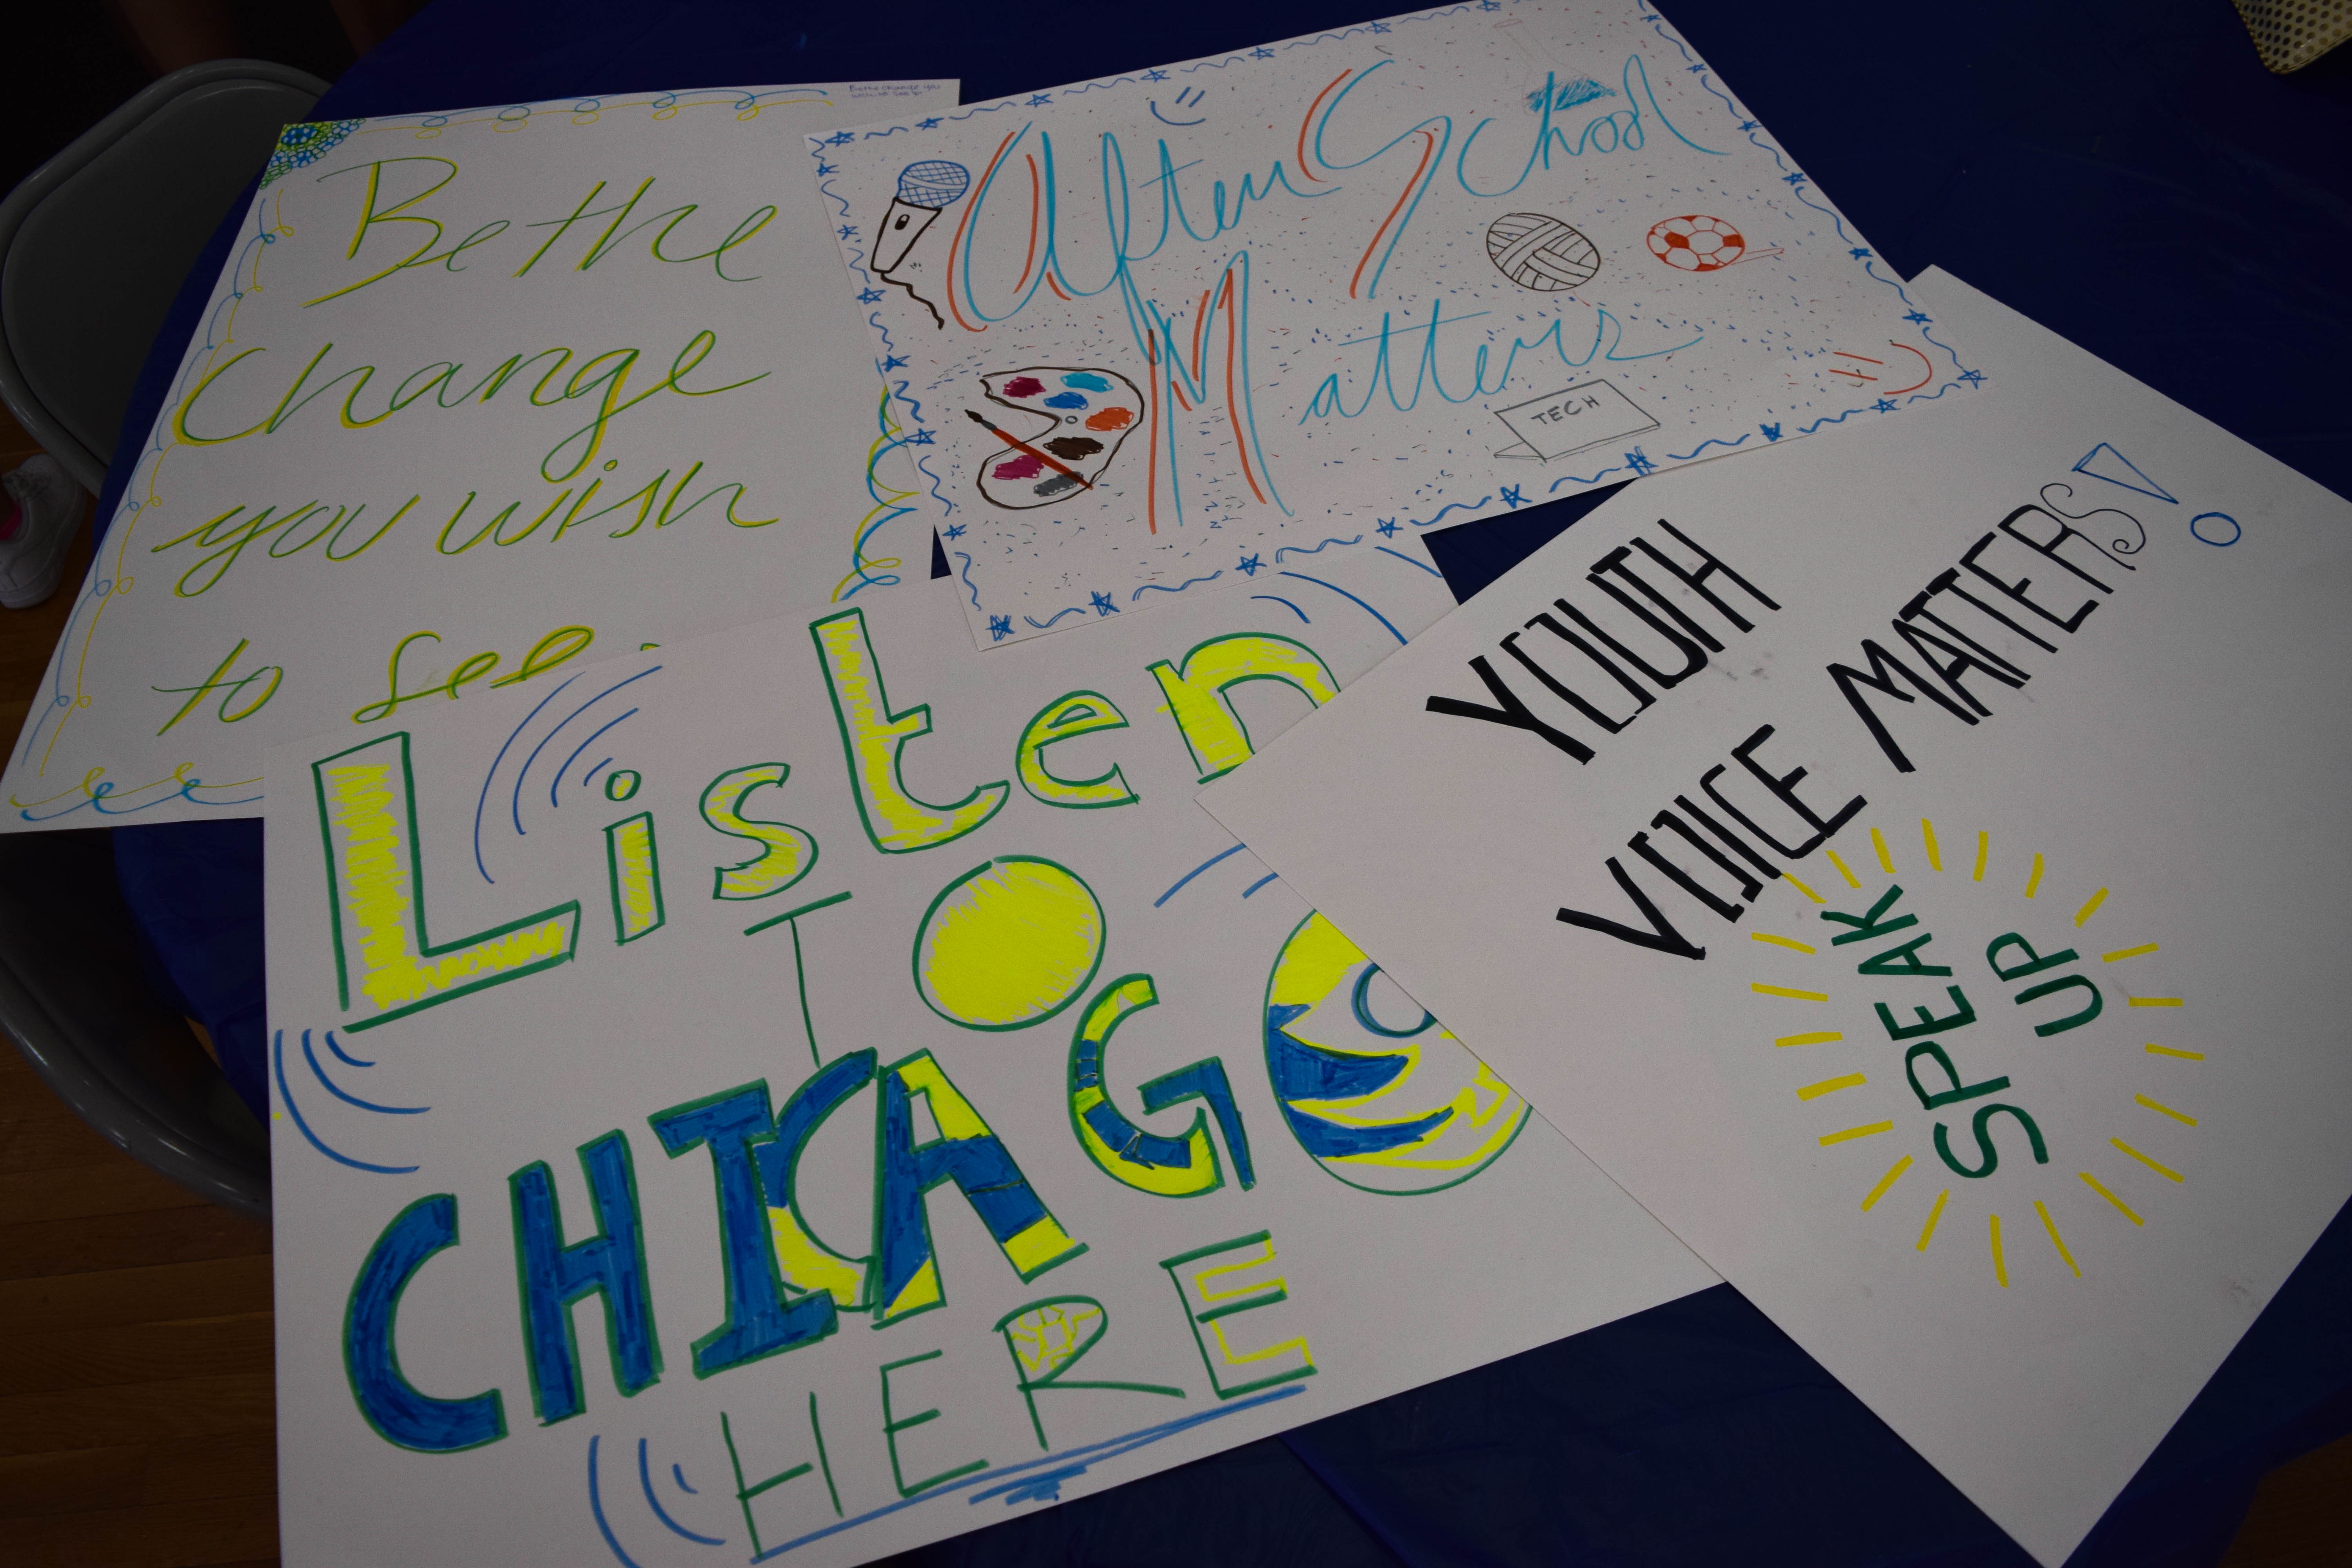 Be the
Change
you wish
to see.
Be the change you
wish to see
After School
Matters
TECH
Listen
TO
CHICAGO
HERE
YOUTH
VOICE MATTERS!
SPEAK
UP